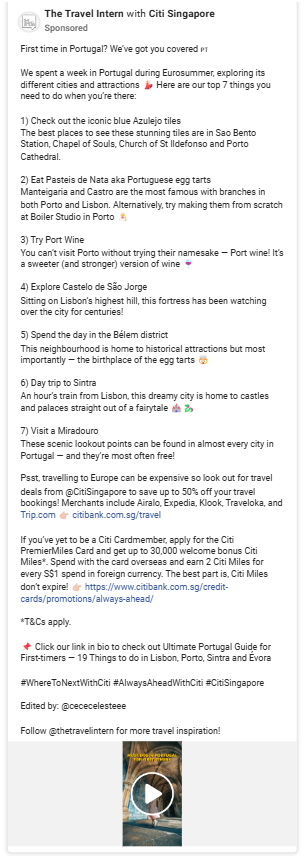 The Travel Intern with Citi Singapore
Sponsored
First time in Portugal? We've got you covered PT
We spent a week in Portugal during Eurosummer, exploring its
different cities and attractions 💃 Here are our top 7 things you
need to do when you're there:
1) Check out the iconic blue Azulejo tiles
The best places to see these stunning tiles are in Sao Bento
Station, Chapel of Souls, Church of St Ildefonso and Porto
Cathedral.
2) Eat Pasteis de Nata aka Portuguese egg tarts
Manteigaria and Castro are the most famous with branches in
both Porto and Lisbon. Alternatively, try making them from scratch
at Boiler Studio in Porto
3) Try Port Wine
You can't visit Porto without trying their namesake — Port wine! It's
a sweeter (and stronger) version of wine 🍷
4) Explore Castelo de São Jorge
Sitting on Lisbon's highest hill, this fortress has been watching
over the city for centuries!
5) Spend the day in the Bélem district
This neighbourhood is home to historical attractions but most
importantly — the birthplace of the egg tarts 🤯
6) Day trip to Sintra
An hour's train from Lisbon, this dreamy city is home to castles
and palaces straight out of a fairytale 🏰 🐉
7) Visit a Miradouro
These scenic lookout points can be found in almost every city in
Portugal — and they're most often free!
Psst, travelling to Europe can be expensive so look out for travel
deals from @CitiSingapore to save up to 50% off your travel
bookings! Merchants include Airalo, Expedia, Klook, Traveloka, and
Trip.com 👉🏻 citibank.com.sg/travel
If you've yet to be a Citi Cardmember, apply for the Citi
PremierMiles Card and get up to 30,000 welcome bonus Citi
Miles*. Spend with the card overseas and earn 2 Citi Miles for
every S$1 spend in foreign currency. The best part is, Citi Miles
don't expire! 👉🏻 https://www.citibank.com.sg/credit-
cards/promotions/always-ahead/
*T&Cs apply.
📌 Click our link in bio to check out Ultimate Portugal Guide for
First-timers — 19 Things to do in Lisbon, Porto, Sintra and Évora
#WhereToNextWithCiti #AlwaysAheadWithCiti #CitiSingapore
Edited by: @cececelesteee
Follow @thetravelintern for more travel inspiration!